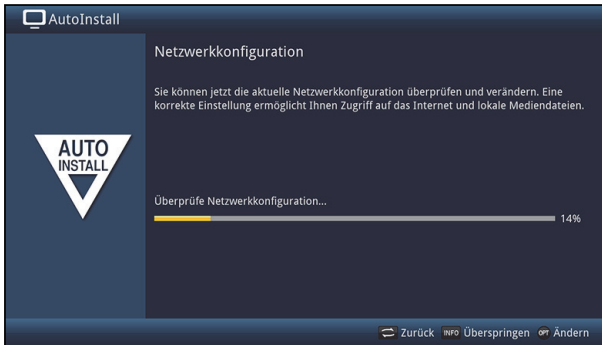 AutoInstall
Netzwerkkonfiguration
Sie können jetzt die aktuelle Netzwerkkonfiguration überprüfen und verändern. Eine
korrekte Einstellung ermöglicht Ihnen Zugriff auf das Internet und lokale Mediendateien.
AUTO
INSTALL
Überprüfe Netzwerkkonfiguration...
14%
Zurück INFO Überspringen OPT Ändern